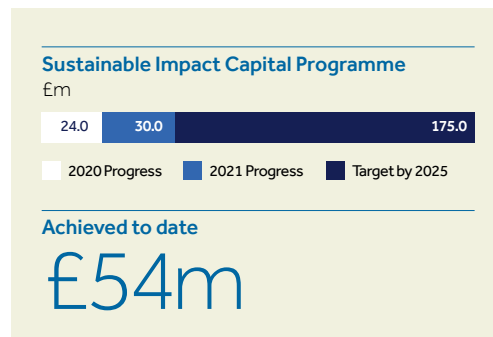 Sustainable Impact Capital Programme
£m
24.0 30.0 175.0
2020 Progress 2021 Progress Target by 2025
Achieved to date
£54m